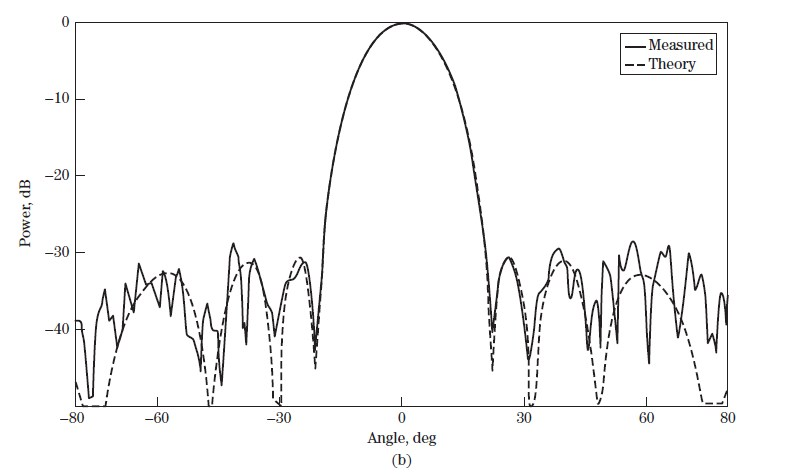 0
−10
−20
−30
−40
Power, dB
Measured
Theory
−80
−60
−30
0
30
60
80
Angle, deg
(b)